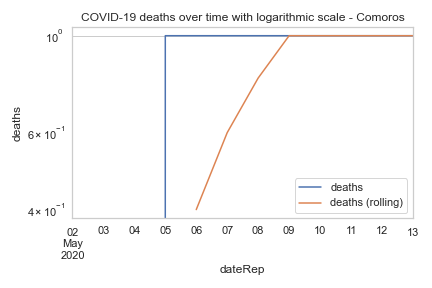 COVID-19 deaths over time with logarithmic scale - Comoros
10⁰
6 × 10⁻¹
4 × 10⁻¹
deaths
deaths
deaths (rolling)
02 03 04 05 06 07 08 09 10 11 12 13
May
2020
dateRep